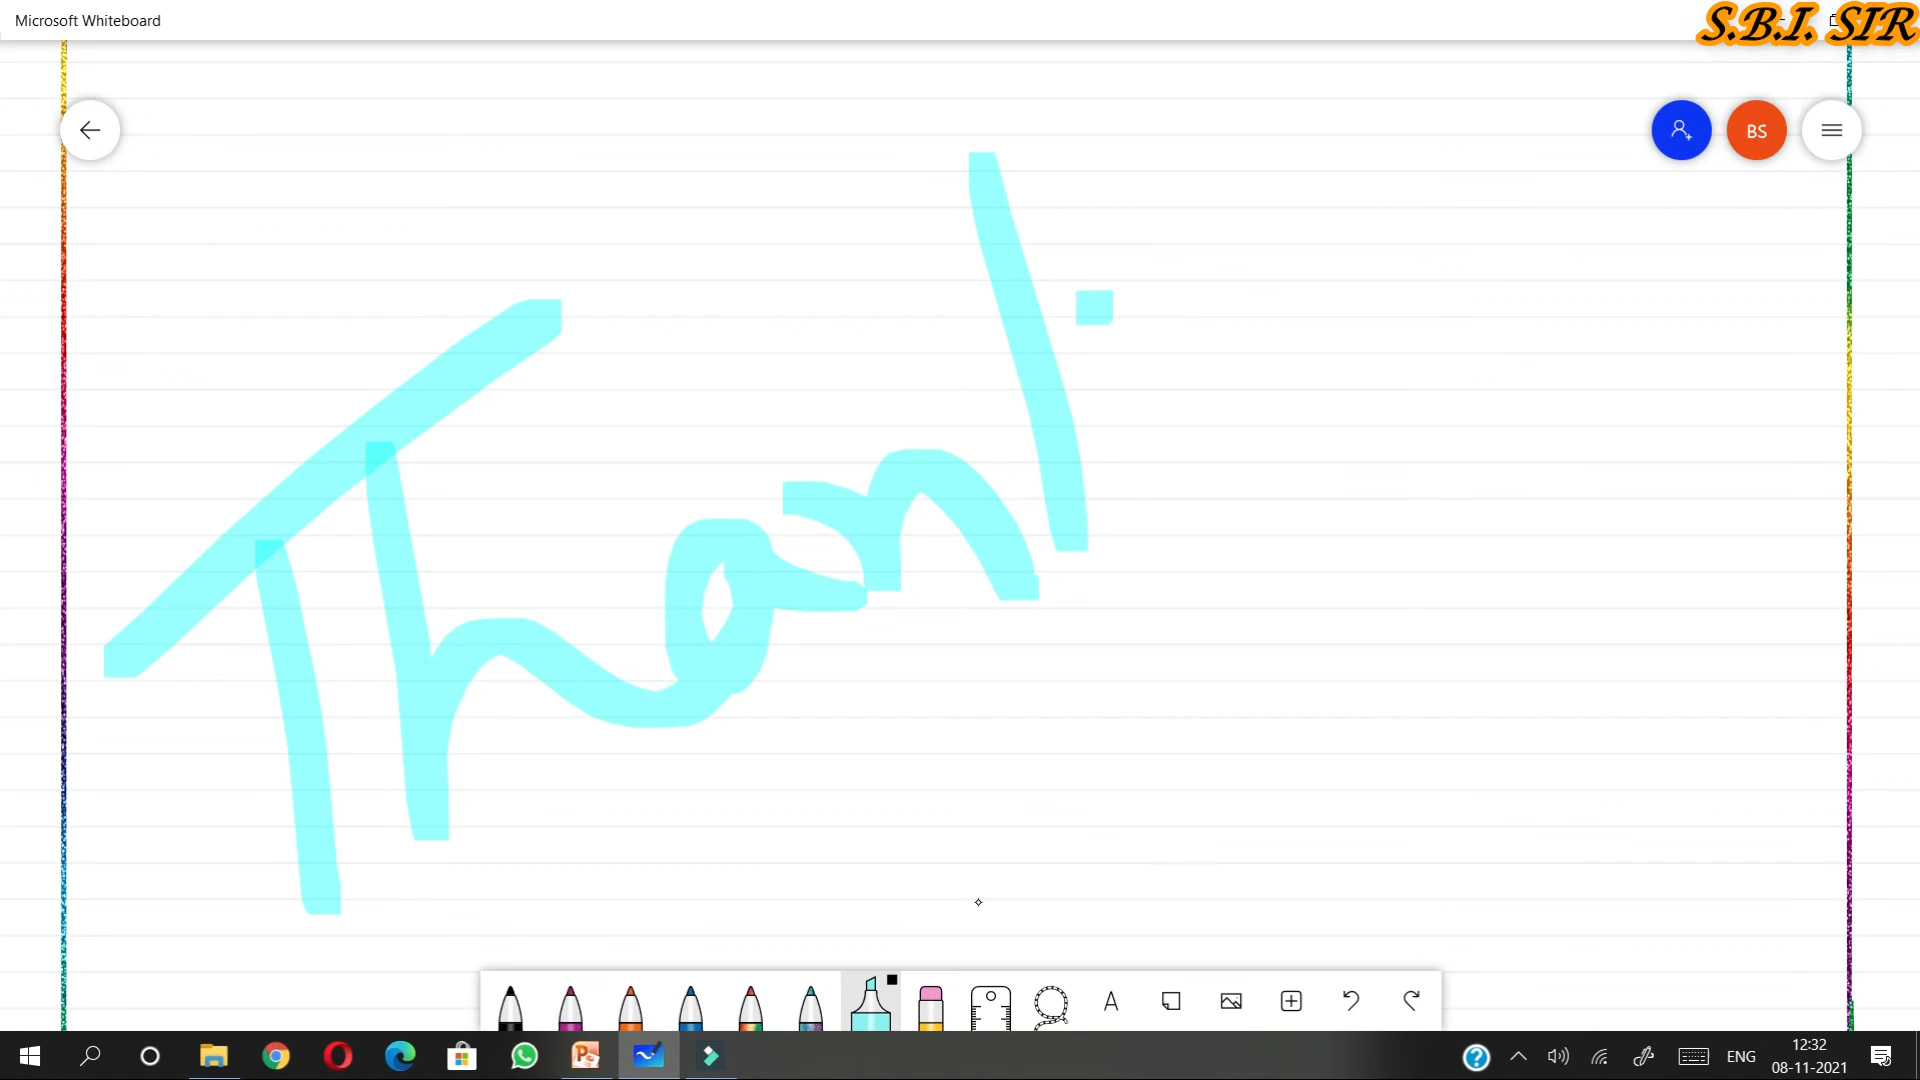 Microsoft Whiteboard
S.B.I. SIR
BS
Than
A
ENG
12:32
08-11-2021